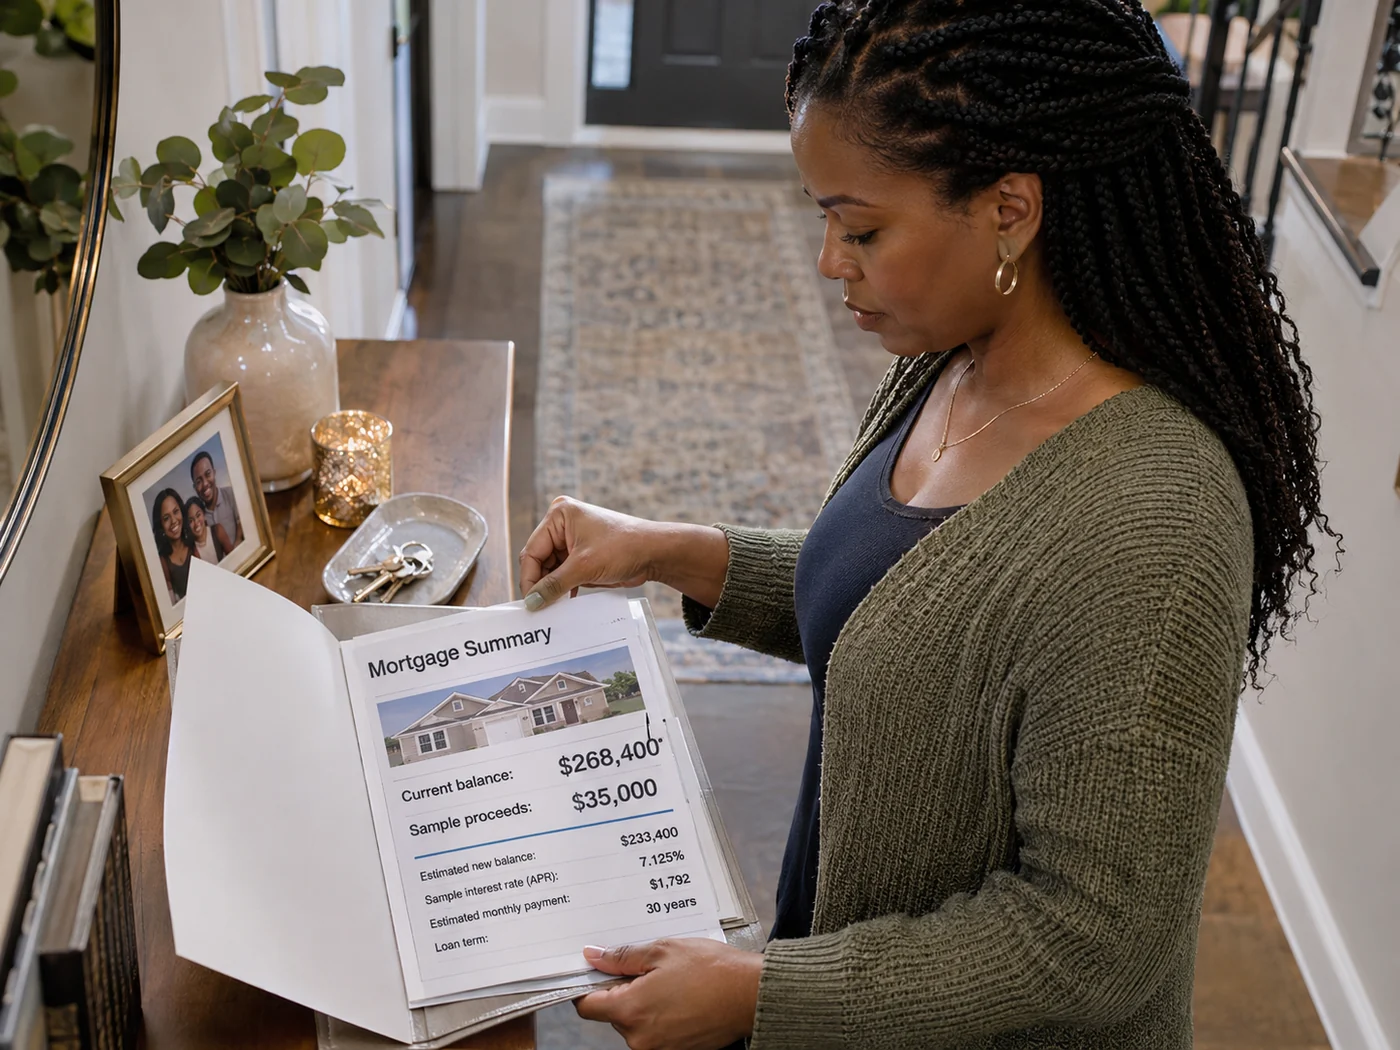 Mortgage Summary
Current balance: $268,400*
Sample proceeds: $35,000
Estimated new balance: $233,400
Sample interest rate (APR): 7.125%
Estimated monthly payment: $1,792
Loan term: 30 years